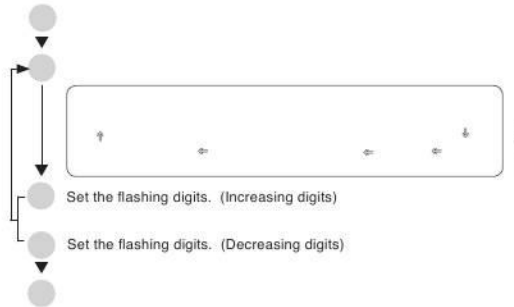 Set the flashing digits. (Increasing digits)
Set the flashing digits. (Decreasing digits)